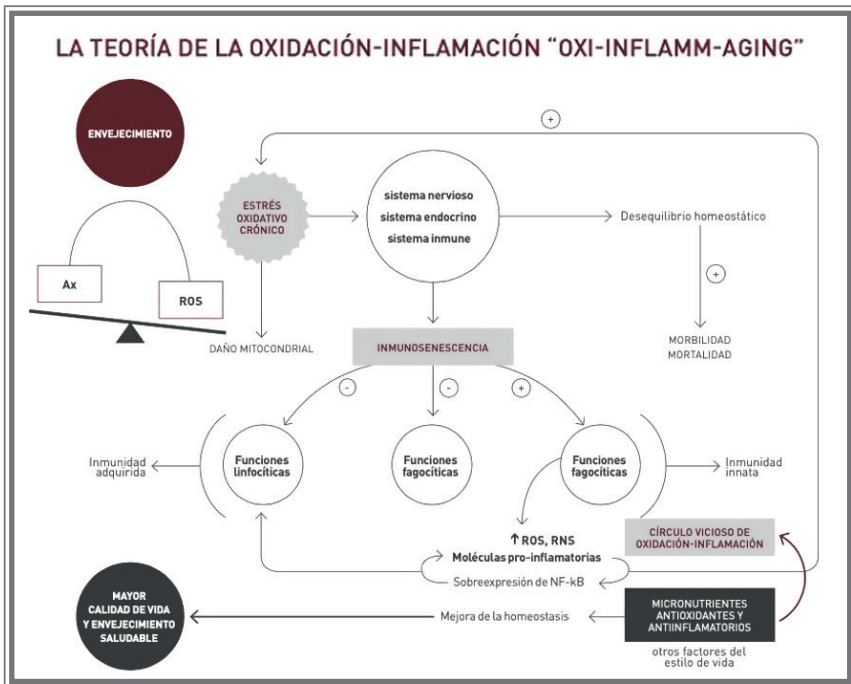 LA TEORÍA DE LA OXIDACIÓN-INFLAMACIÓN “OXI-INFLAMM-AGING”
ENVEJECIMIENTO
+
ESTRÉS
OXIDATIVO
CRÓNICO
sistema nervioso
sistema endocrino
sistema inmune
Desequilibrio homeostático
Ax
ROS
+
DAÑO MITOCONDRIAL
INMUNOSENESCENCIA
MORBILIDAD
MORTALIDAD
-
-
+
Inmunidad
adquirida
Funciones
linfocíticas
Funciones
fagocíticas
Funciones
fagocíticas
Inmunidad
innata
↑ ROS, RNS
Moléculas pro-inflamatorias
Sobreexpresión de NF-kB
CÍRCULO VICIOSO DE
OXIDACIÓN-INFLAMACIÓN
MAYOR
CALIDAD DE VIDA
Y ENVEJECIMIENTO
SALUDABLE
Mejora de la homeostasis
MICRONUTRIENTES
ANTIOXIDANTES Y
ANTIINFLAMATORIOS
otros factores del
estilo de vida